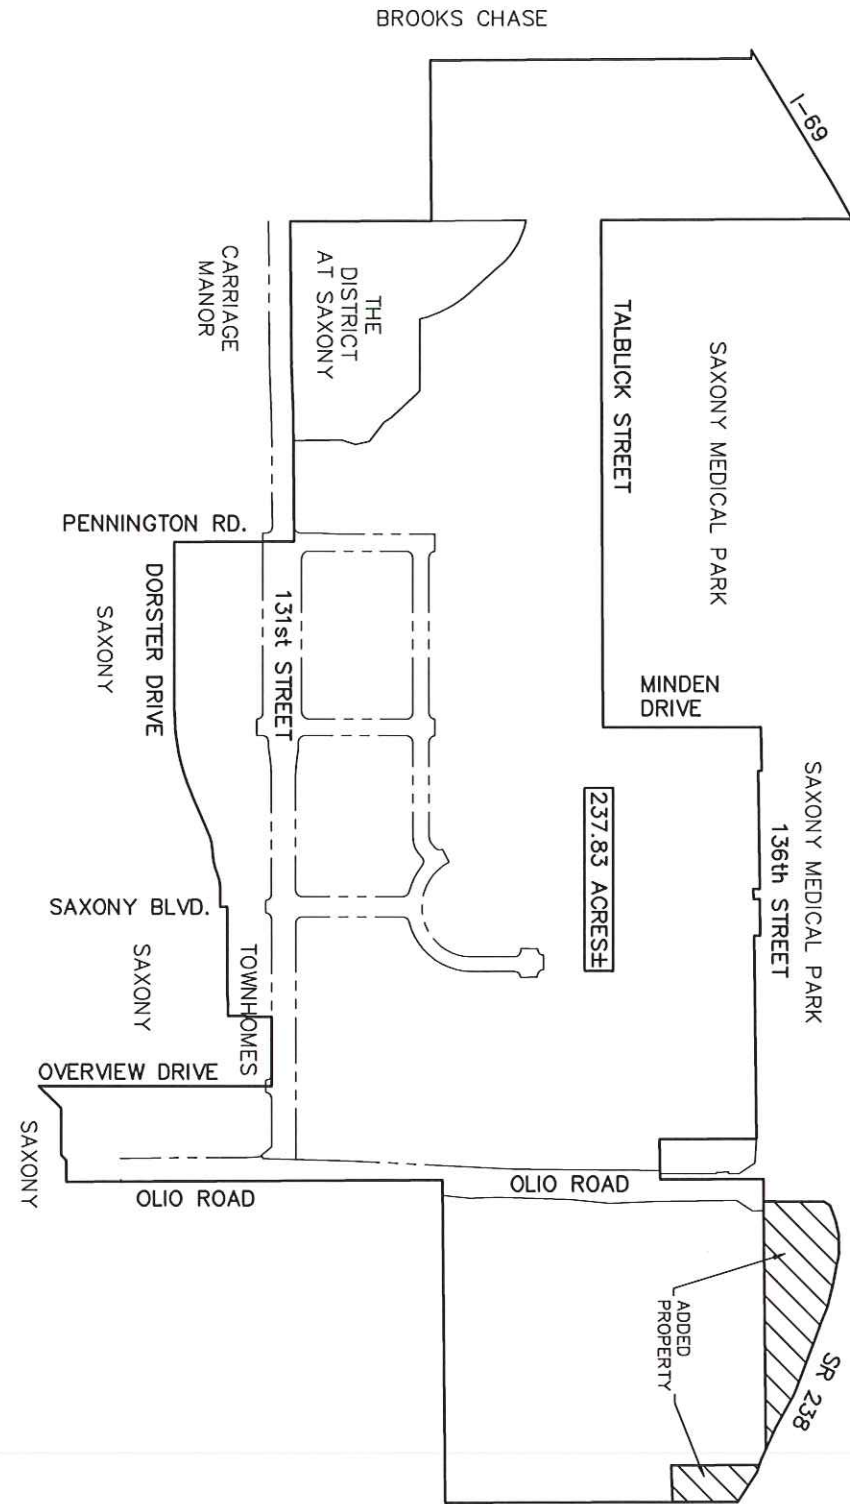 BROOKS CHASE
I-69
CARRIAGE
MANOR
THE
DISTRICT
AT SAXONY
TALBLICK STREET
SAXONY MEDICAL PARK
PENNINGTON RD.
DORSTER DRIVE
SAXONY
131st STREET
MINDEN
DRIVE
237.83 ACRES±
SAXONY MEDICAL PARK
136th STREET
SAXONY BLVD.
SAXONY
TOWNHOMES
OVERVIEW DRIVE
SAXONY
OLIO ROAD
OLIO ROAD
ADDED
PROPERTY
SR 238